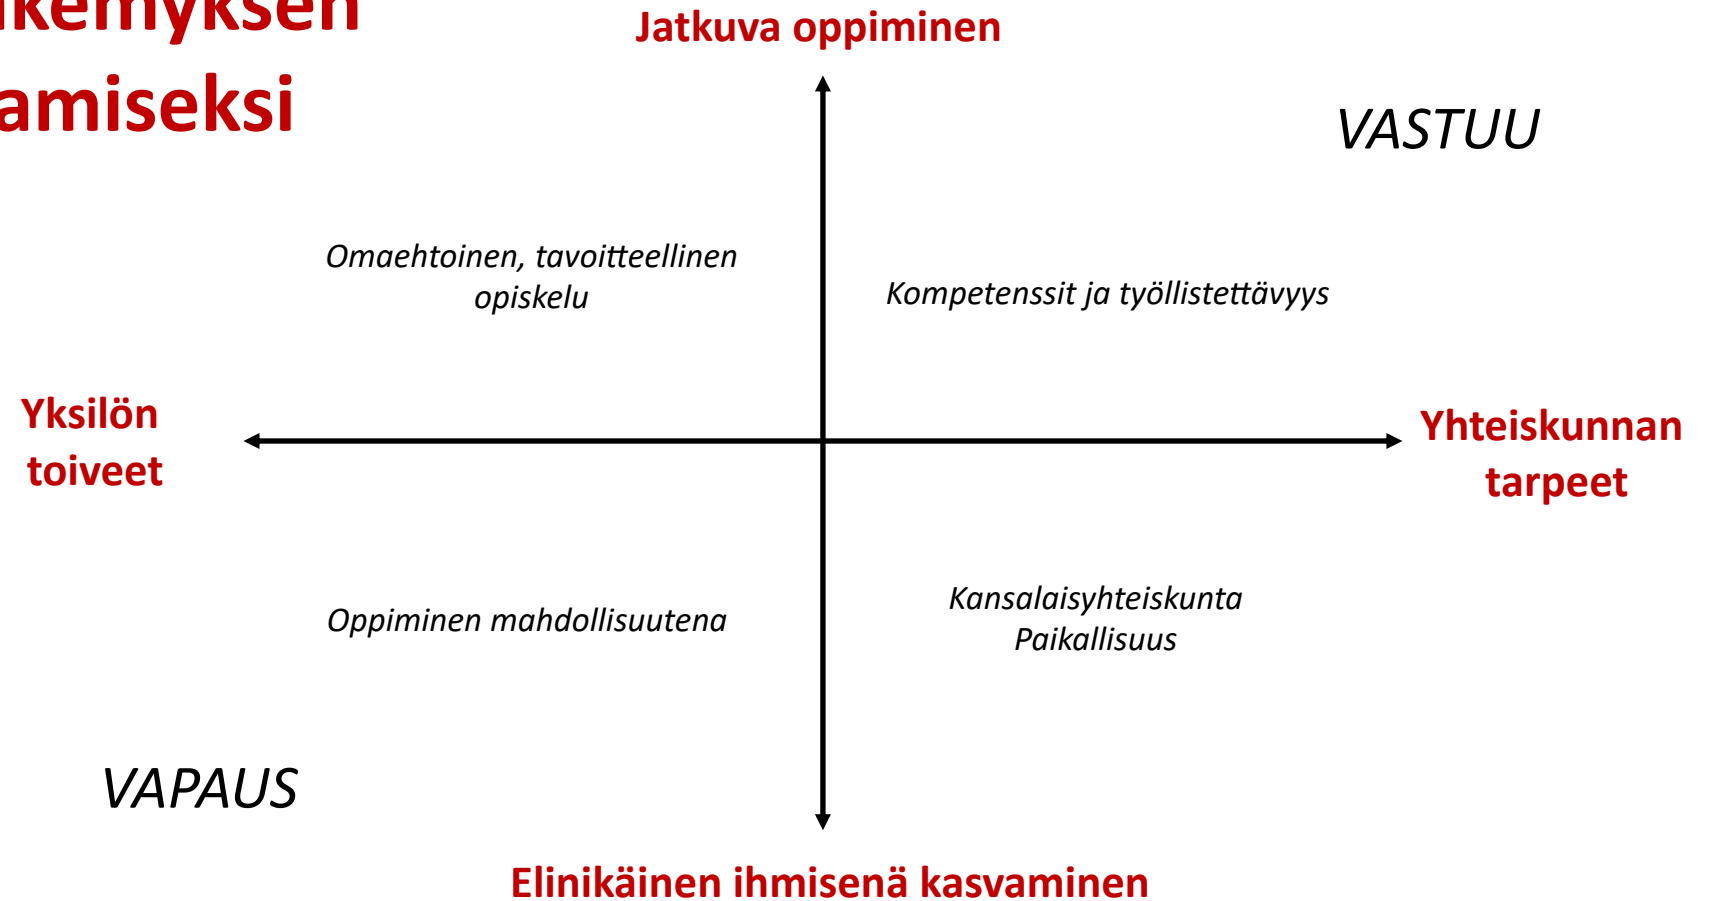 Jatkuva oppiminen
VASTUU
Omaehtoinen, tavoitteellinen
opiskelu
Kompetenssit ja työllistettävyys
Yksilön
toiveet
Yhteiskunnan
tarpeet
Oppiminen mahdollisuutena
Kansalaisyhteiskunta
Paikallisuus
VAPAUS
Elinikäinen ihmisenä kasvaminen